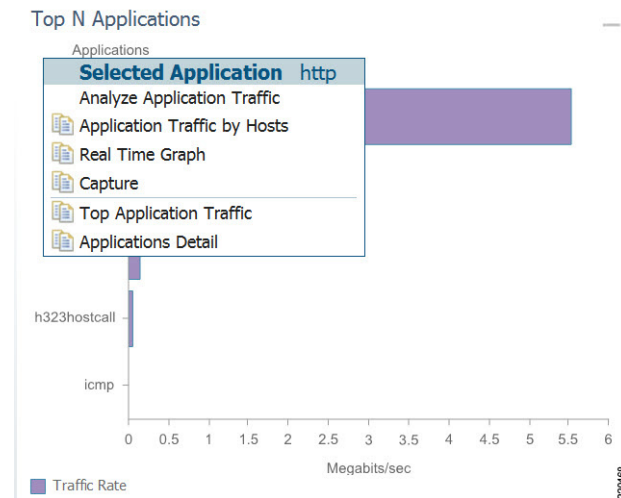 Top N Applications
Applications
Selected Application http
Analyze Application Traffic
Application Traffic by Hosts
Real Time Graph
Capture
Top Application Traffic
Applications Detail
h323hostcall
icmp
0 0.5 1 1.5 2 2.5 3 3.5 4 4.5 5 5.5 6
Megabits/sec
Traffic Rate